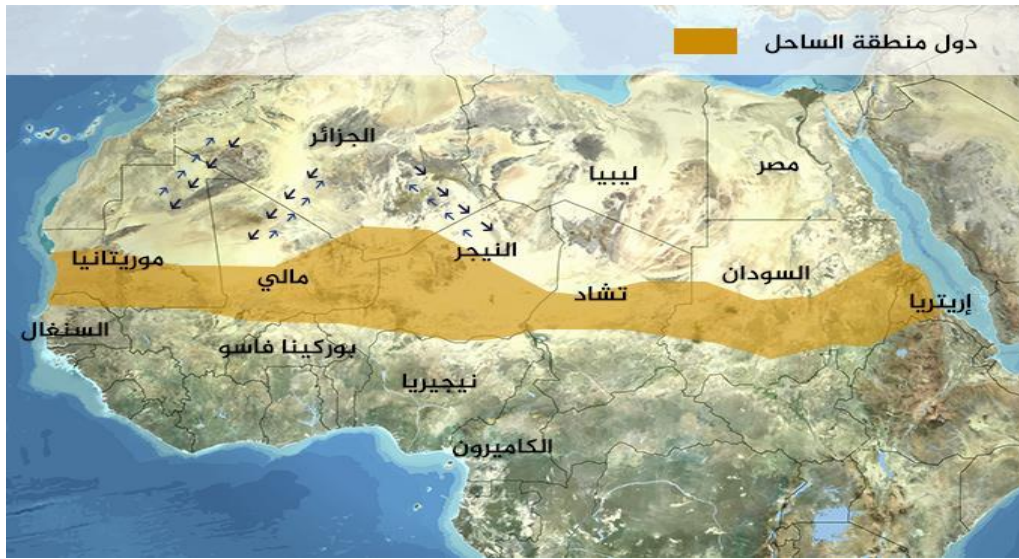 دول منطقة الساحل
الجزائر
مصر
ليبيا
النيجر
موريتانيا
مالي
تشاد
السودان
إريتريا
السنغال
بوركينا فاسو
نيجيريا
الكاميرون